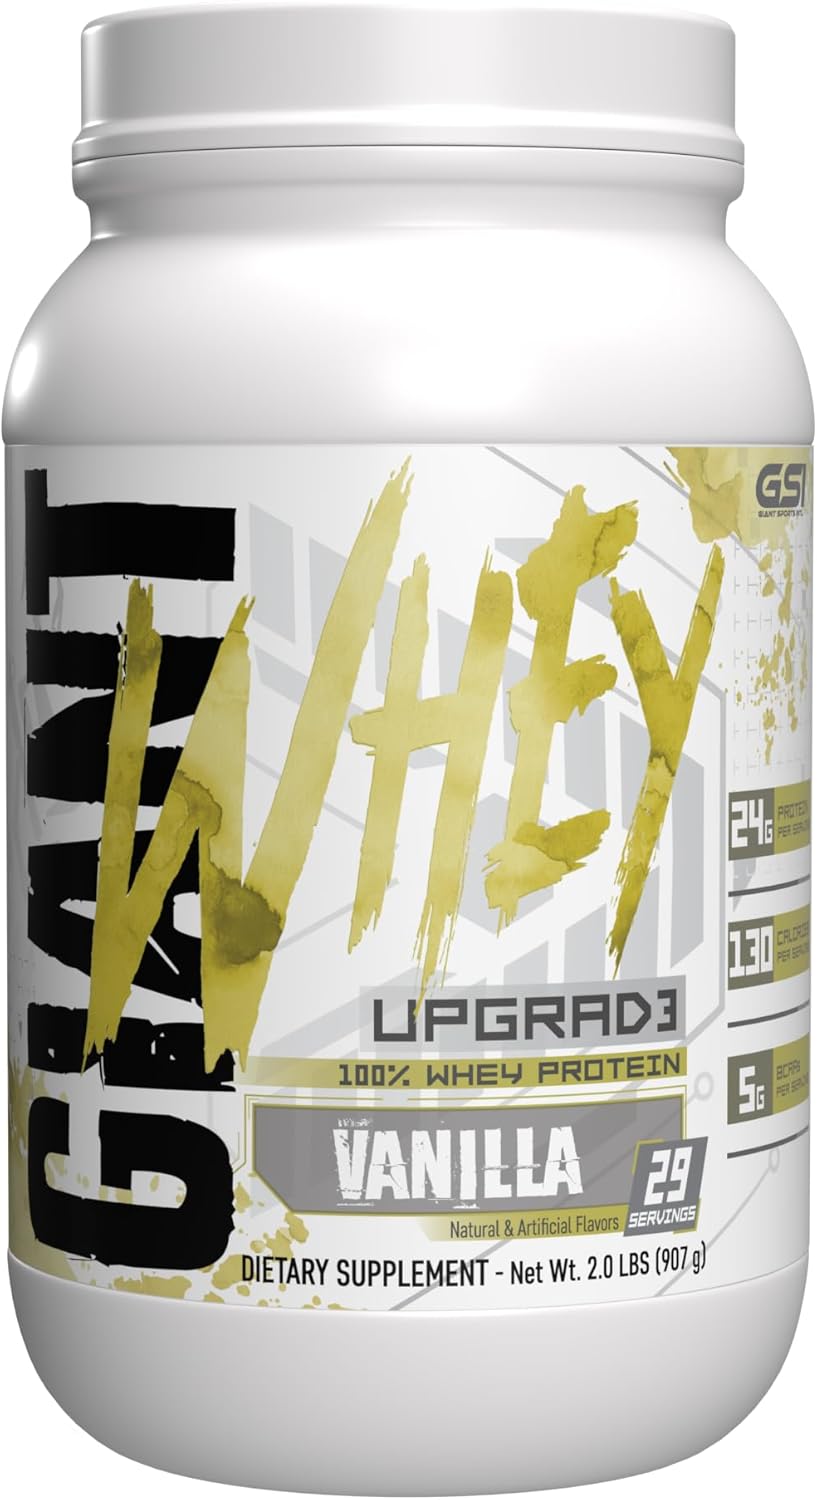 GIANT
WHEY
UPGRAD3
100% WHEY PROTEIN
VANILLA
Natural & Artificial Flavors
29
SERVINGS
DIETARY SUPPLEMENT - Net Wt. 2.0 LBS (907 g)
GSI
GIANT SPORTS INTL
24G
PROTEIN
PER SERVING
130
CALORIES
PER SERVING
5G
BCAAs
PER SERVING